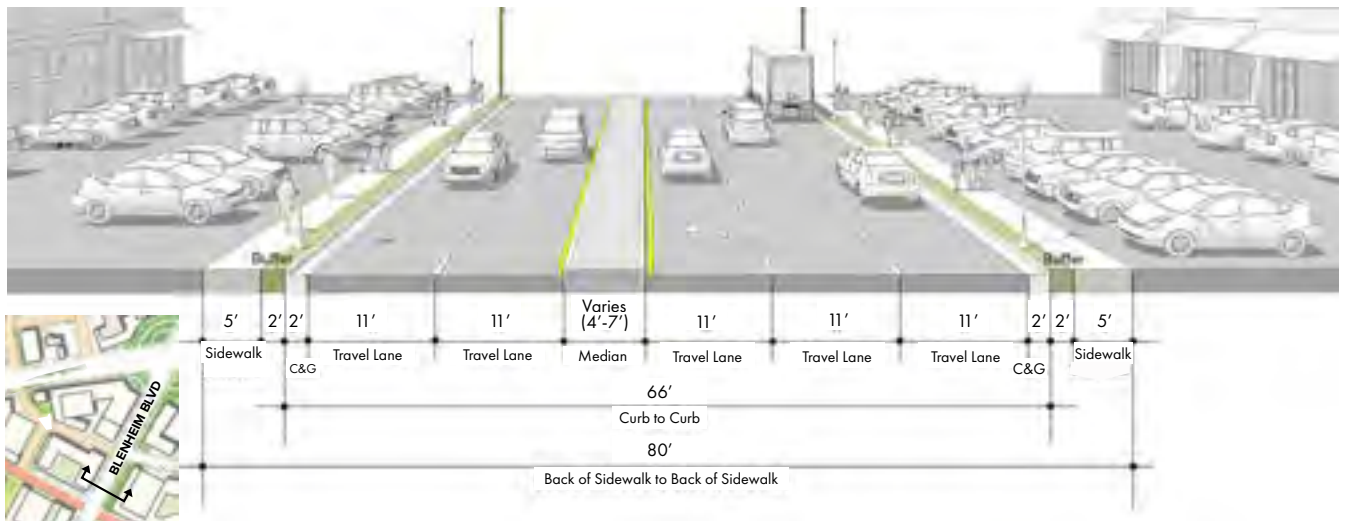 Buffer
Buffer
5′ 2′ 2′ 11′ 11′ Varies (4′-7′) 11′ 11′ 11′ 2′ 2′ 5′
Sidewalk C&G Travel Lane Travel Lane Median Travel Lane Travel Lane Travel Lane C&G Sidewalk
66′
Curb to Curb
80′
Back of Sidewalk to Back of Sidewalk
BLENHEIM BLVD